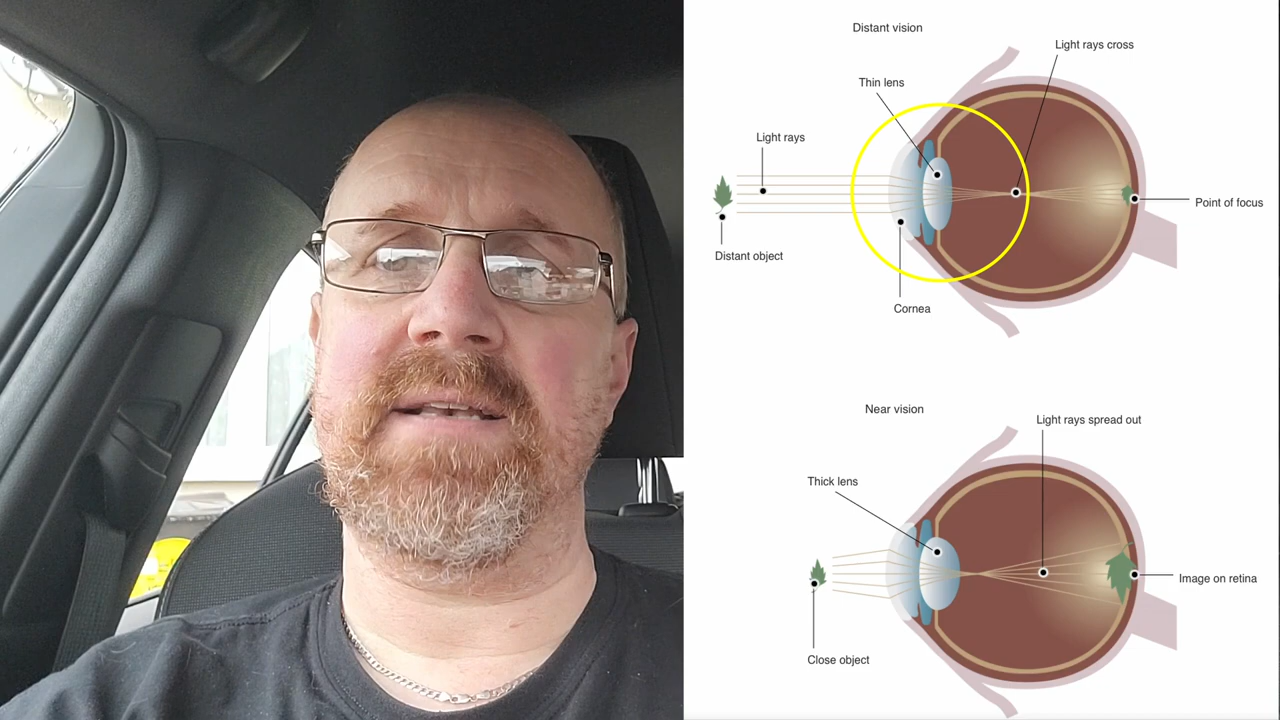 Distant vision
Light rays cross
Thin lens
Light rays
Point of focus
Distant object
Cornea
Near vision
Light rays spread out
Thick lens
Image on retina
Close object